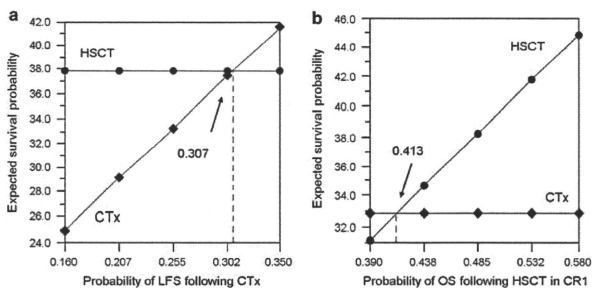 a
Expected survival probability
42.0
40.0
38.0
36.0
34.0
32.0
30.0
28.0
26.0
24.0
HSCT
0.307
CTx
0.160 0.207 0.255 0.302 0.350
Probability of LFS following CTx
b
Expected survival probability
46.0
44.0
42.0
40.0
38.0
36.0
34.0
32.0
HSCT
0.413
CTx
0.390 0.438 0.485 0.532 0.580
Probability of OS following HSCT in CR1